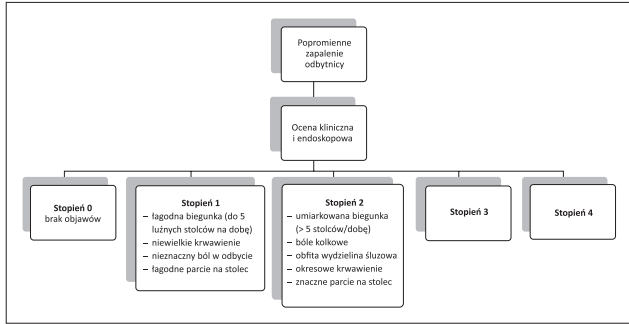 Popromienne
zapalenie
odbytnicy
Ocena kliniczna
i endoskopowa
Stopień 0
brak objawów
Stopień 1
– łagodna biegunka (do 5
luźnych stolców na dobę)
– niewielkie krwawienie
– nieznaczny ból w odbycie
– łagodne parcie na stolec
Stopień 2
– umiarkowana biegunka
(> 5 stolców/dobę)
– bóle kolkowe
– obfita wydzielina śluzowa
– okresowe krwawienie
– znaczne parcie na stolec
Stopień 3
Stopień 4